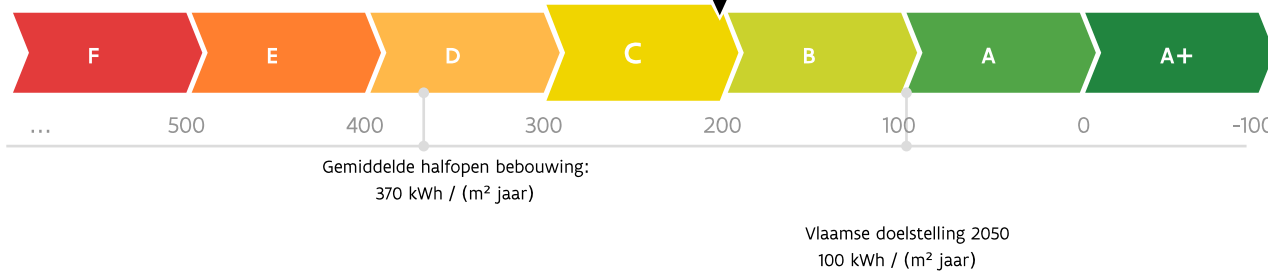 F E D C B A A+
... 500 400 300 200 100 0 -100
Gemiddelde halfopen bebouwing:
370 kWh / (m² jaar)
Vlaamse doelstelling 2050
100 kWh / (m² jaar)